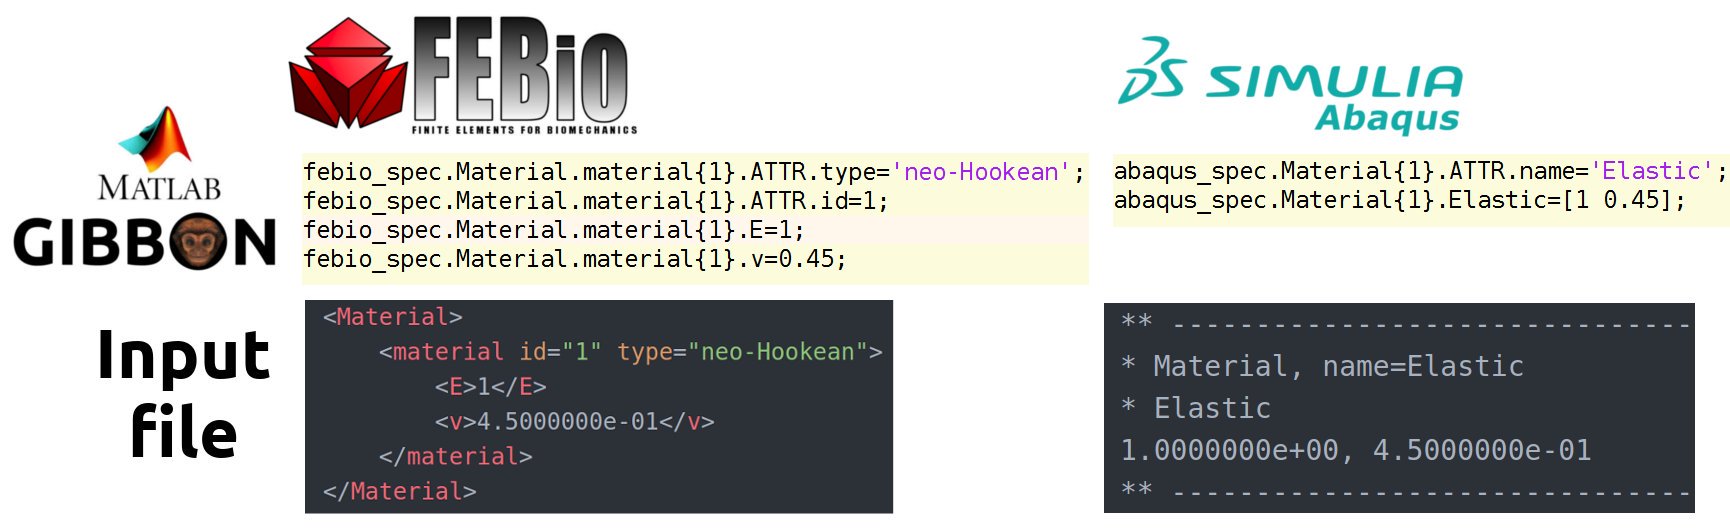 FEBio
FINITE ELEMENTS FOR BIOMECHANICS
SIMULIA
Abaqus
MATLAB
GIBBON
febio_spec.Material.material{1}.ATTR.type='neo-Hookean';
febio_spec.Material.material{1}.ATTR.id=1;
febio_spec.Material.material{1}.E=1;
febio_spec.Material.material{1}.v=0.45;
abaqus_spec.Material{1}.ATTR.name='Elastic';
abaqus_spec.Material{1}.Elastic=[1 0.45];
Input
file
<Material>
<material id="1" type="neo-Hookean">
<E>1</E>
<v>4.5000000e-01</v>
</material>
</Material>
** -------------------------------
* Material, name=Elastic
* Elastic
1.0000000e+00, 4.5000000e-01
** -------------------------------